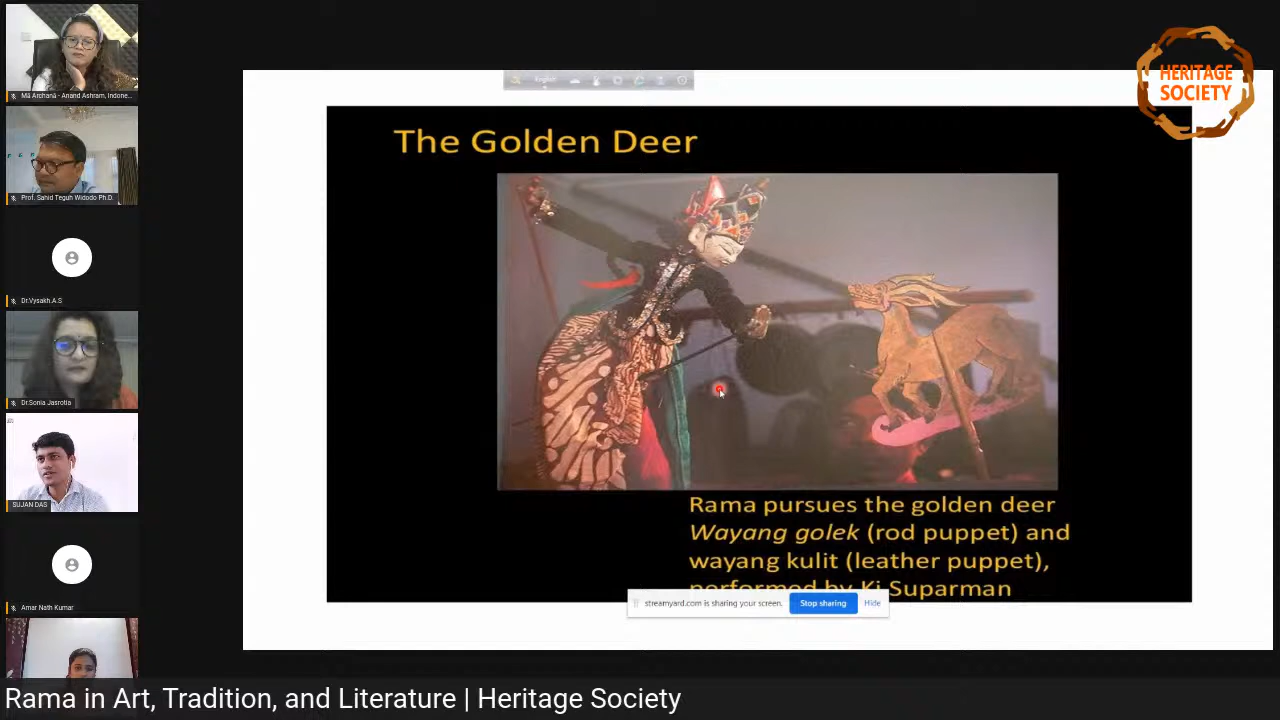 Mā Archanā - Anand Ashram, Indone...
Prof. Sahid Teguh Widodo Ph.D.
Dr.Vysakh.A.S
Dr.Sonia Jasrotia
SUJAN DAS
Amar Nath Kumar
English
HERITAGE
SOCIETY
The Golden Deer
Rama pursues the golden deer
Wayang golek (rod puppet) and
wayang kulit (leather puppet),
performed by Ki Suparman
streamyard.com is sharing your screen. Stop sharing Hide
Rama in Art, Tradition, and Literature | Heritage Society